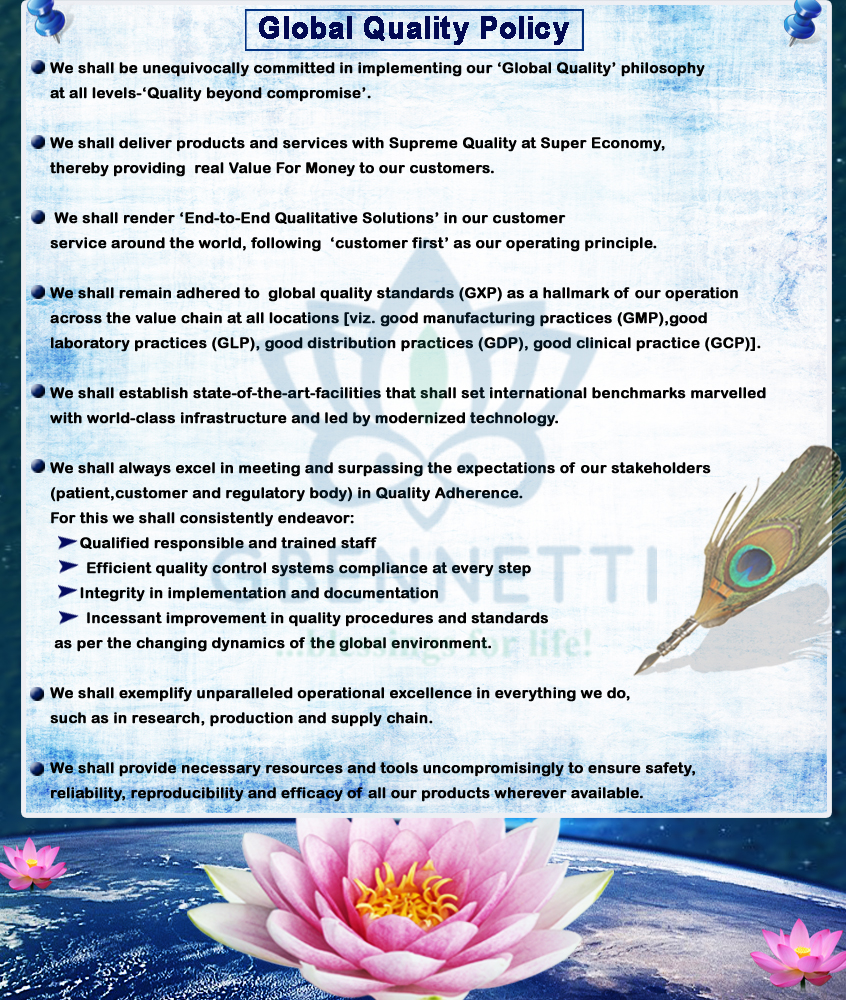 Global Quality Policy
We shall be unequivocally committed in implementing our ‘Global Quality’ philosophy
at all levels-‘Quality beyond compromise’.
We shall deliver products and services with Supreme Quality at Super Economy,
thereby providing  real Value For Money to our customers.
We shall render ‘End-to-End Qualitative Solutions’ in our customer
service around the world, following  ‘customer first’ as our operating principle.
We shall remain adhered to  global quality standards (GXP) as a hallmark of our operation
across the value chain at all locations [viz. good manufacturing practices (GMP),good
laboratory practices (GLP), good distribution practices (GDP), good clinical practice (GCP)].
We shall establish state-of-the-art-facilities that shall set international benchmarks marvelled
with world-class infrastructure and led by modernized technology.
We shall always excel in meeting and surpassing the expectations of our stakeholders
(patient,customer and regulatory body) in Quality Adherence.
For this we shall consistently endeavor:
Qualified responsible and trained staff
Efficient quality control systems compliance at every step
Integrity in implementation and documentation
Incessant improvement in quality procedures and standards
as per the changing dynamics of the global environment.
We shall exemplify unparalleled operational excellence in everything we do,
such as in research, production and supply chain.
We shall provide necessary resources and tools uncompromisingly to ensure safety,
reliability, reproducibility and efficacy of all our products wherever available.
GBENNETTI
...blessings for life!